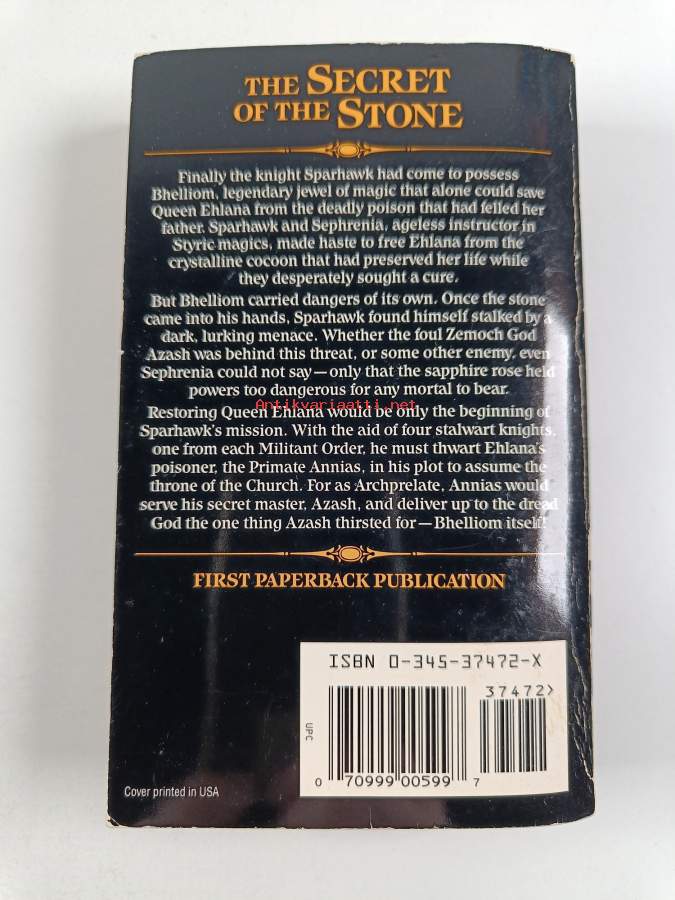 THE SECRET
OF THE STONE
Finally the knight Sparhawk had come to possess
Bhelliom, legendary jewel of magic that alone could save
Queen Ehlana from the deadly poison that had felled her
father. Sparhawk and Sephrenia, ageless instructor in
Styric magics, made haste to free Ehlana from the
crystalline cocoon that had preserved her life while
they desperately sought a cure.
But Bhelliom carried dangers of its own. Once the stone
came into his hands, Sparhawk found himself stalked by a
dark, lurking menace. Whether the foul Zemoch God
Azash was behind this threat, or some other enemy, even
Sephrenia could not say—only that the sapphire rose held
powers too dangerous for any mortal to bear.
Antikvariaatti.net
Restoring Queen Ehlana would be only the beginning of
Sparhawk's mission. With the aid of four stalwart knights,
one from each Militant Order, he must thwart Ehlana's
poisoner, the Primate Annias, in his plot to assume the
throne of the Church. For as Archprelate, Annias would
serve his secret master, Azash, and deliver up to the dread
God the one thing Azash thirsted for—Bhelliom itself!
FIRST PAPERBACK PUBLICATION
ISBN 0-345-37472-X
37472>
UPC
0 70999 00599 7
Cover printed in USA